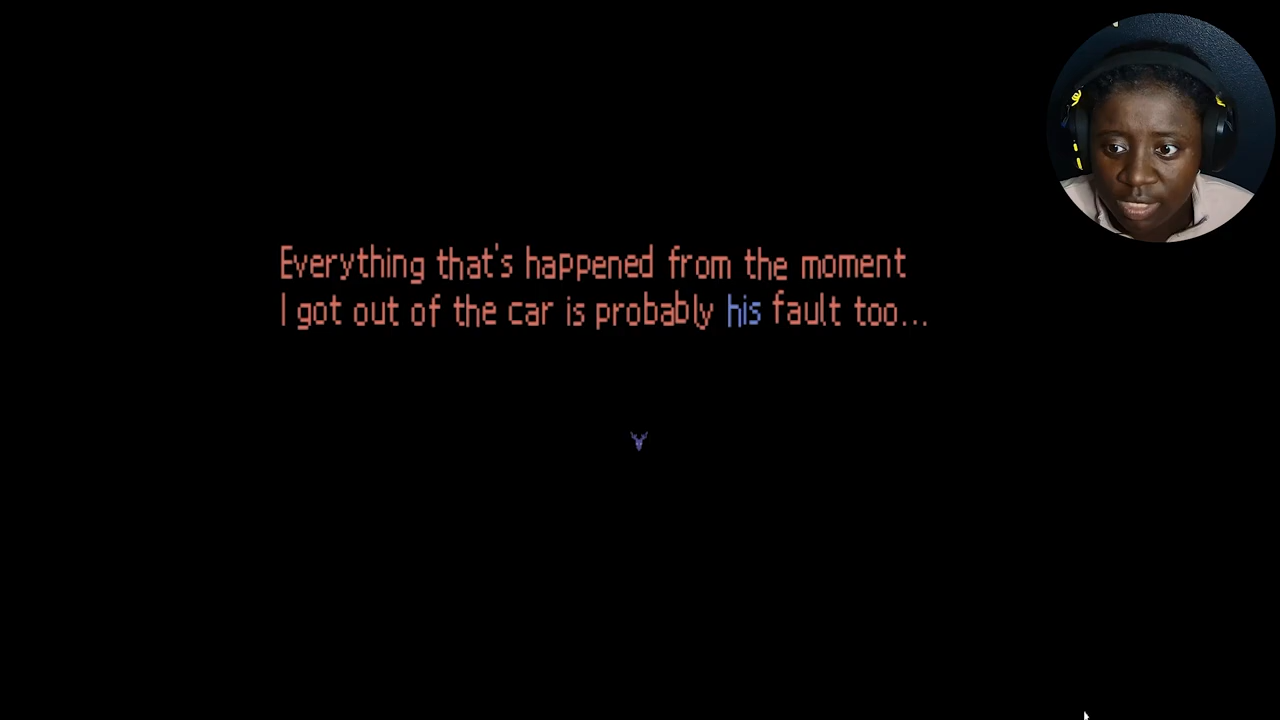 Everything that's happened from the moment
I got out of the car is probably his fault too...